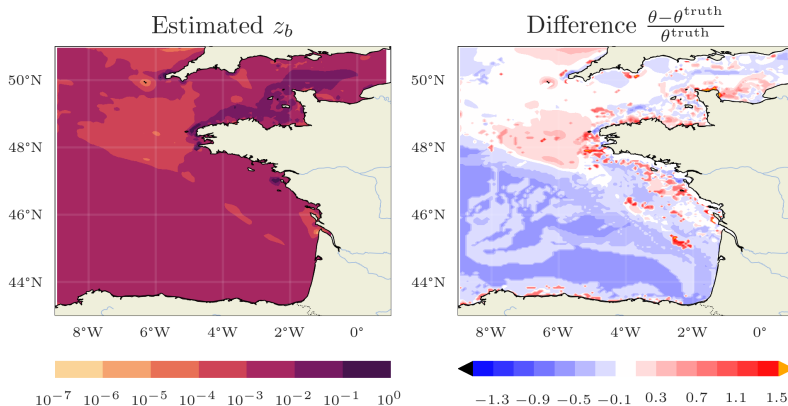 Estimated z_b
Difference (θ−θ^truth)/θ^truth
50°N
48°N
46°N
44°N
8°W 6°W 4°W 2°W 0°
50°N
48°N
46°N
44°N
8°W 6°W 4°W 2°W 0°
10⁻⁷ 10⁻⁶ 10⁻⁵ 10⁻⁴ 10⁻³ 10⁻² 10⁻¹ 10⁰
−1.3 −0.9 −0.5 −0.1 0.3 0.7 1.1 1.5